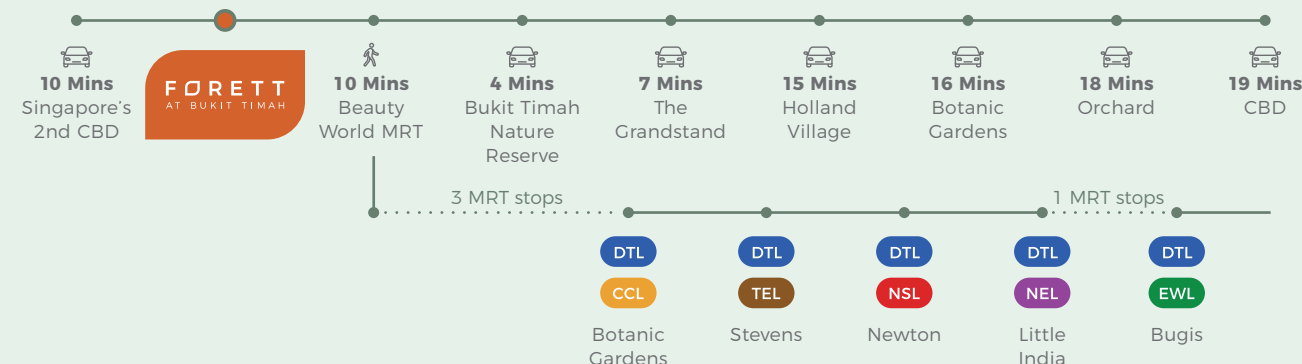 10 Mins
Singapore's
2nd CBD
FORETT
AT BUKIT TIMAH
10 Mins
Beauty
World MRT
4 Mins
Bukit Timah
Nature
Reserve
7 Mins
The
Grandstand
15 Mins
Holland
Village
16 Mins
Botanic
Gardens
18 Mins
Orchard
19 Mins
CBD
3 MRT stops
1 MRT stops
DTL
CCL
Botanic
Gardens
DTL
TEL
Stevens
DTL
NSL
Newton
DTL
NEL
Little
India
DTL
EWL
Bugis